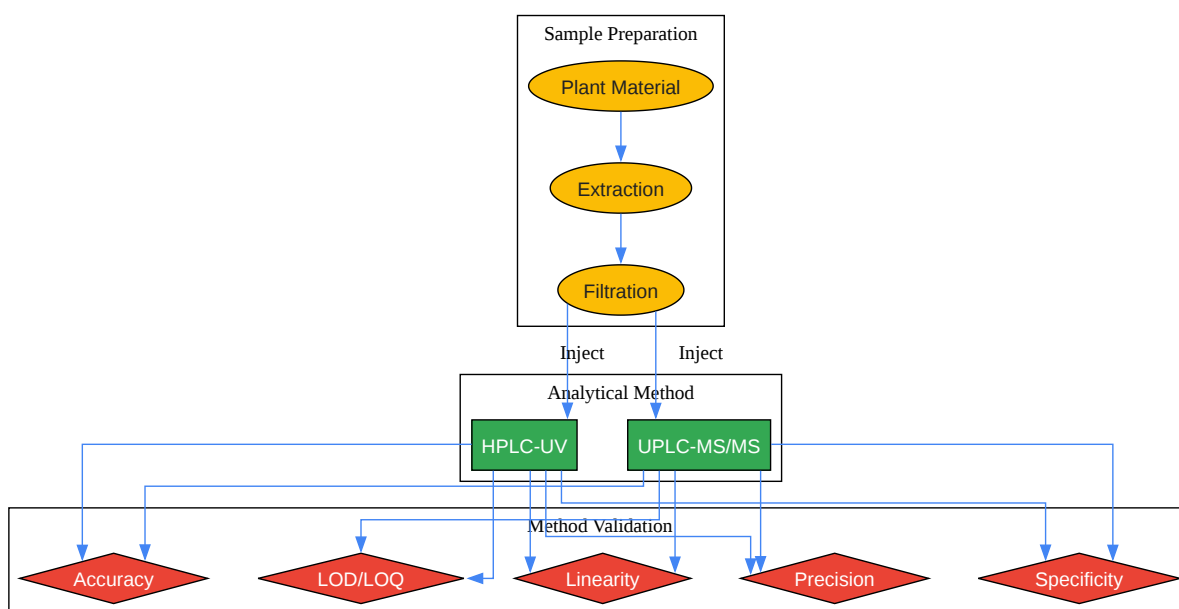 Sample Preparation
Plant Material
Extraction
Filtration
Inject Inject
Analytical Method
HPLC-UV UPLC-MS/MS
Method Validation
Accuracy LOD/LOQ Linearity Precision Specificity